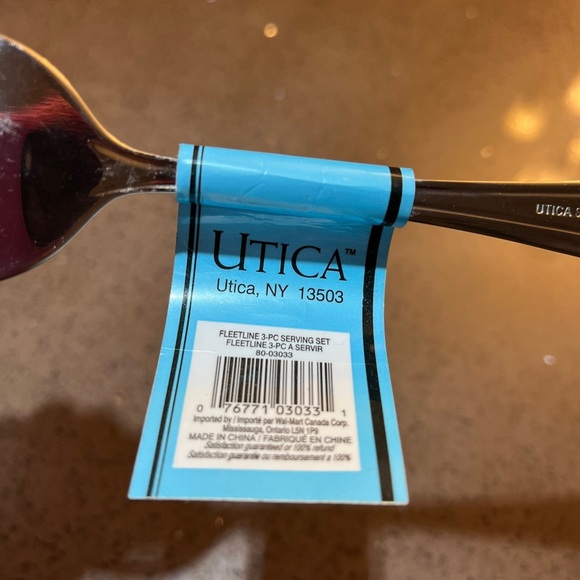 UTICA™
Utica, NY 13503
FLEETLINE 3-PC SERVING SET
FLEETLINE 3-PC A SERVIR
80-03033
0 76771 03033 1
Imported by / Importé par Wal-Mart Canada Corp.
Mississauga, Ontario L5N 1P9
MADE IN CHINA / FABRIQUÉ EN CHINE
Satisfaction guaranteed or 100% refund
Satisfaction guarantie ou remboursement a 100%
UTICA S